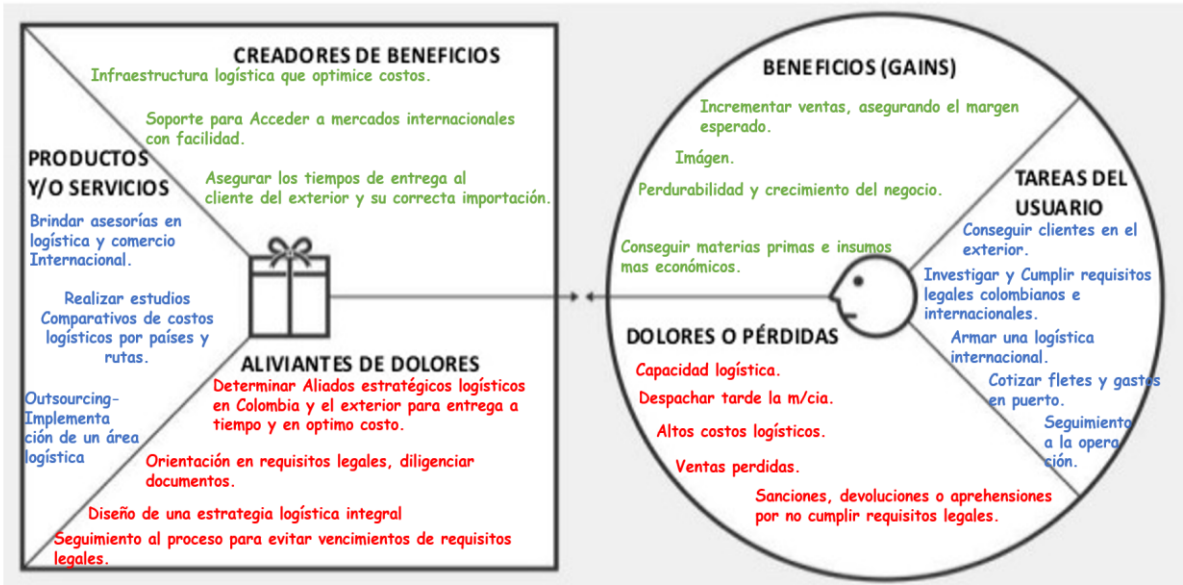 CREADORES DE BENEFICIOS
Infraestructura logística que optimice costos.
Soporte para Acceder a mercados internacionales
con facilidad.
Asegurar los tiempos de entrega al
cliente del exterior y su correcta importación.
PRODUCTOS
Y/O SERVICIOS
Brindar asesorías en
logística y comercio
Internacional.
Realizar estudios
Comparativos de costos
logísticos por países y
rutas.
Outsourcing-
Implementa
ción de un área
logística
ALIVIANTES DE DOLORES
Determinar Aliados estratégicos logísticos
en Colombia y el exterior para entrega a
tiempo y en optimo costo.
Orientación en requisitos legales, diligenciar
documentos.
Diseño de una estrategia logística integral
Seguimiento al proceso para evitar vencimientos de requisitos
legales.
BENEFICIOS (GAINS)
Incrementar ventas, asegurando el margen
esperado.
Imágen.
Perdurabilidad y crecimiento del negocio.
Conseguir materias primas e insumos
mas económicos.
TAREAS DEL
USUARIO
Conseguir clientes en el
exterior.
Investigar y Cumplir requisitos
legales colombianos e
internacionales.
Armar una logística
internacional.
Cotizar fletes y gastos
en puerto.
Seguimiento
a la opera
ción.
DOLORES O PÉRDIDAS
Capacidad logística.
Despachar tarde la m/cia.
Altos costos logísticos.
Ventas perdidas.
Sanciones, devoluciones o aprehensiones
por no cumplir requisitos legales.